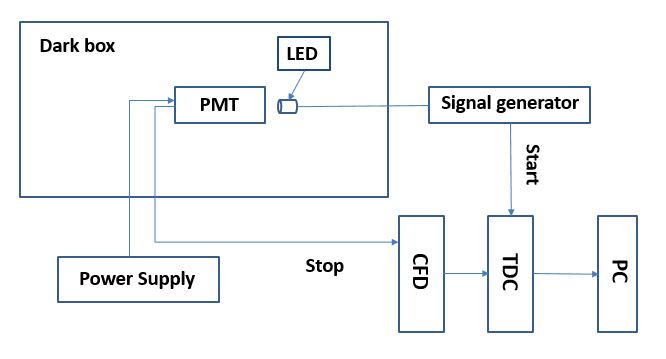 Dark box
LED
PMT
Signal generator
Start
Stop
CFD
TDC
PC
Power Supply